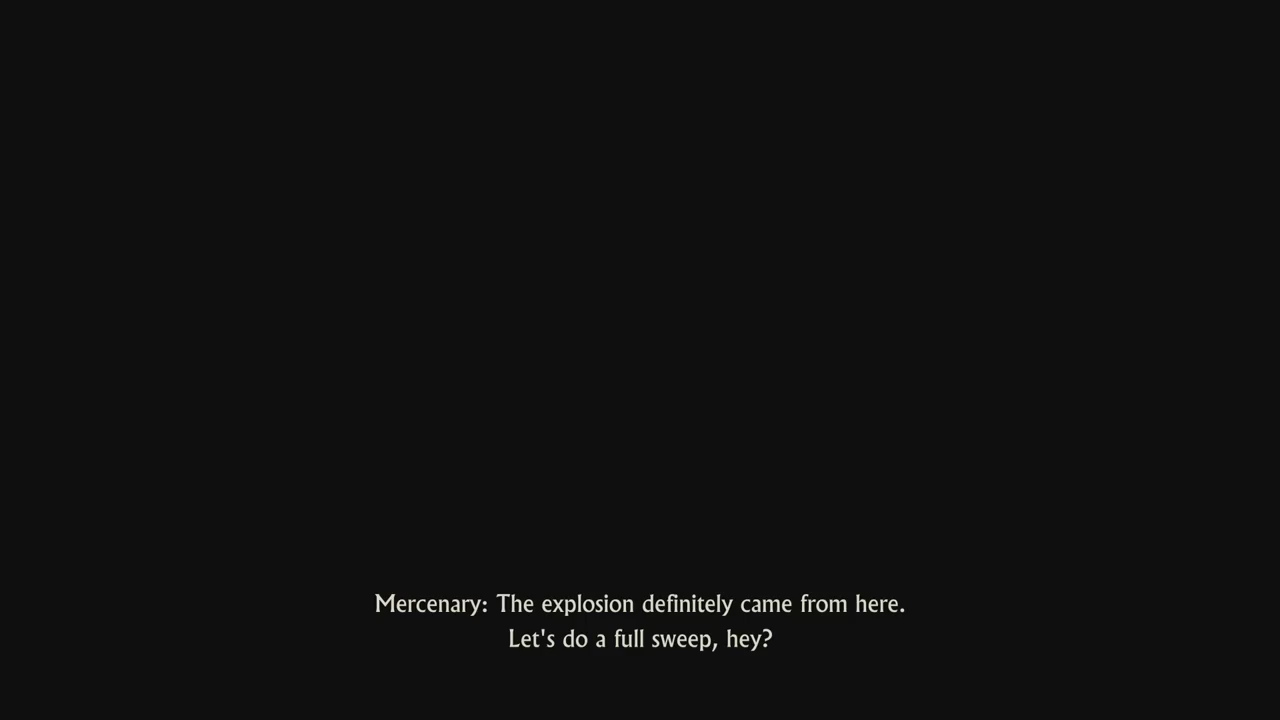 Mercenary: The explosion definitely came from here.
Let's do a full sweep, hey?